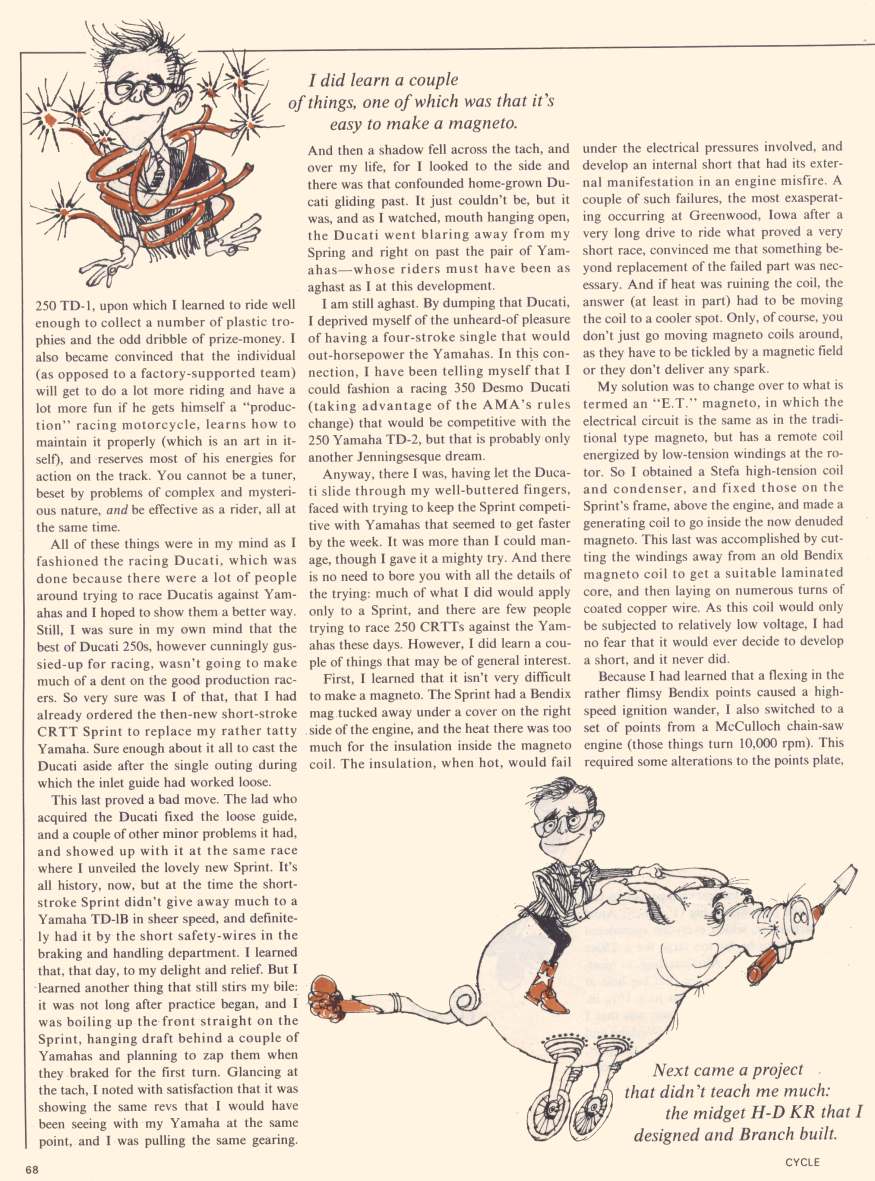 I did learn a couple
of things, one of which was that it's
easy to make a magneto.
250 TD-1, upon which I learned to ride well
enough to collect a number of plastic tro-
phies and the odd dribble of prize-money. I
also became convinced that the individual
(as opposed to a factory-supported team)
will get to do a lot more riding and have a
lot more fun if he gets himself a "produc-
tion" racing motorcycle, learns how to
maintain it properly (which is an art in it-
self), and reserves most of his energies for
action on the track. You cannot be a tuner,
beset by problems of complex and mysteri-
ous nature, and be effective as a rider, all at
the same time.
All of these things were in my mind as I
fashioned the racing Ducati, which was
done because there were a lot of people
around trying to race Ducatis against Yam-
ahas and I hoped to show them a better way.
Still, I was sure in my own mind that the
best of Ducati 250s, however cunningly gus-
sied-up for racing, wasn't going to make
much of a dent on the good production rac-
ers. So very sure was I of that, that I had
already ordered the then-new short-stroke
CRTT Sprint to replace my rather tatty
Yamaha. Sure enough about it all to cast the
Ducati aside after the single outing during
which the inlet guide had worked loose.
This last proved a bad move. The lad who
acquired the Ducati fixed the loose guide,
and a couple of other minor problems it had,
and showed up with it at the same race
where I unveiled the lovely new Sprint. It's
all history, now, but at the time the short-
stroke Sprint didn't give away much to a
Yamaha TD-lB in sheer speed, and definite-
ly had it by the short safety-wires in the
braking and handling department. I learned
that, that day, to my delight and relief. But I
learned another thing that still stirs my bile:
it was not long after practice began, and I
was boiling up the front straight on the
Sprint, hanging draft behind a couple of
Yamahas and planning to zap them when
they braked for the first turn. Glancing at
the tach, I noted with satisfaction that it was
showing the same revs that I would have
been seeing with my Yamaha at the same
point, and I was pulling the same gearing.
And then a shadow fell across the tach, and
over my life, for I looked to the side and
there was that confounded home-grown Du-
cati gliding past. It just couldn't be, but it
was, and as I watched, mouth hanging open,
the Ducati went blaring away from my
Spring and right on past the pair of Yam-
ahas—whose riders must have been as
aghast as I at this development.
I am still aghast. By dumping that Ducati,
I deprived myself of the unheard-of pleasure
of having a four-stroke single that would
out-horsepower the Yamahas. In this con-
nection, I have been telling myself that I
could fashion a racing 350 Desmo Ducati
(taking advantage of the AMA's rules
change) that would be competitive with the
250 Yamaha TD-2, but that is probably only
another Jenningsesque dream.
Anyway, there I was, having let the Duca-
ti slide through my well-buttered fingers,
faced with trying to keep the Sprint competi-
tive with Yamahas that seemed to get faster
by the week. It was more than I could man-
age, though I gave it a mighty try. And there
is no need to bore you with all the details of
the trying: much of what I did would apply
only to a Sprint, and there are few people
trying to race 250 CRTTs against the Yam-
ahas these days. However, I did learn a cou-
ple of things that may be of general interest.
First, I learned that it isn't very difficult
to make a magneto. The Sprint had a Bendix
mag tucked away under a cover on the right
side of the engine, and the heat there was too
much for the insulation inside the magneto
coil. The insulation, when hot, would fail
under the electrical pressures involved, and
develop an internal short that had its exter-
nal manifestation in an engine misfire. A
couple of such failures, the most exasperat-
ing occurring at Greenwood, Iowa after a
very long drive to ride what proved a very
short race, convinced me that something be-
yond replacement of the failed part was nec-
essary. And if heat was ruining the coil, the
answer (at least in part) had to be moving
the coil to a cooler spot. Only, of course, you
don't just go moving magneto coils around,
as they have to be tickled by a magnetic field
or they don't deliver any spark.
My solution was to change over to what is
termed an "E.T." magneto, in which the
electrical circuit is the same as in the tradi-
tional type magneto, but has a remote coil
energized by low-tension windings at the ro-
tor. So I obtained a Stefa high-tension coil
and condenser, and fixed those on the
Sprint's frame, above the engine, and made a
generating coil to go inside the now denuded
magneto. This last was accomplished by cut-
ting the windings away from an old Bendix
magneto coil to get a suitable laminated
core, and then laying on numerous turns of
coated copper wire. As this coil would only
be subjected to relatively low voltage, I had
no fear that it would ever decide to develop
a short, and it never did.
Because I had learned that a flexing in the
rather flimsy Bendix points caused a high-
speed ignition wander, I also switched to a
set of points from a McCulloch chain-saw
engine (those things turn 10,000 rpm). This
required some alterations to the points plate,
Next came a project
that didn't teach me much:
the midget H-D KR that I
designed and Branch built.
68
CYCLE